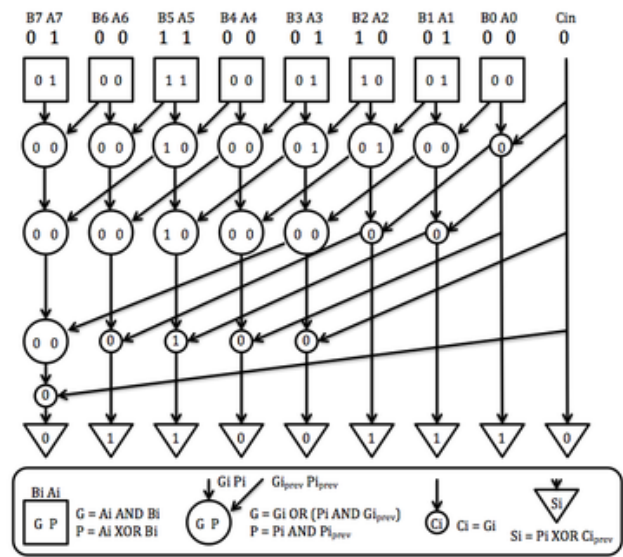 B7 A7 B6 A6 B5 A5 B4 A4 B3 A3 B2 A2 B1 A1 B0 A0 Cin
0 1 0 0 1 1 0 0 0 1 1 0 0 1 0 0 0
0 1 0 0 1 1 0 0 0 1 1 0 0 1 0 0
0 0 0 0 1 0 0 0 0 1 0 1 0 0 0
0 0 0 0 1 0 0 0 0 0 0 0
0 0 0 1 0 0
0
0 1 1 0 0 1 1 1 0
Gi Pi Giprev Piprev
Bi Ai
G P G = Ai AND Bi
P = Ai XOR Bi
G P G = Gi OR (Pi AND Giprev)
P = Pi AND Piprev
Ci Ci = Gi
Si
Si = Pi XOR Ciprev